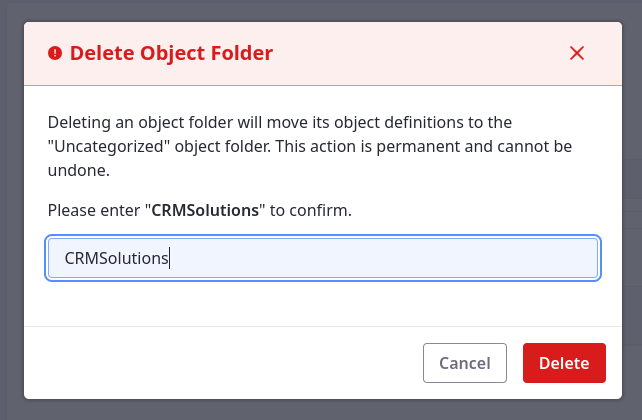 Delete Object Folder
Deleting an object folder will move its object definitions to the
"Uncategorized" object folder. This action is permanent and cannot be
undone.
Please enter "CRMSolutions" to confirm.
CRMSolutions
Cancel
Delete